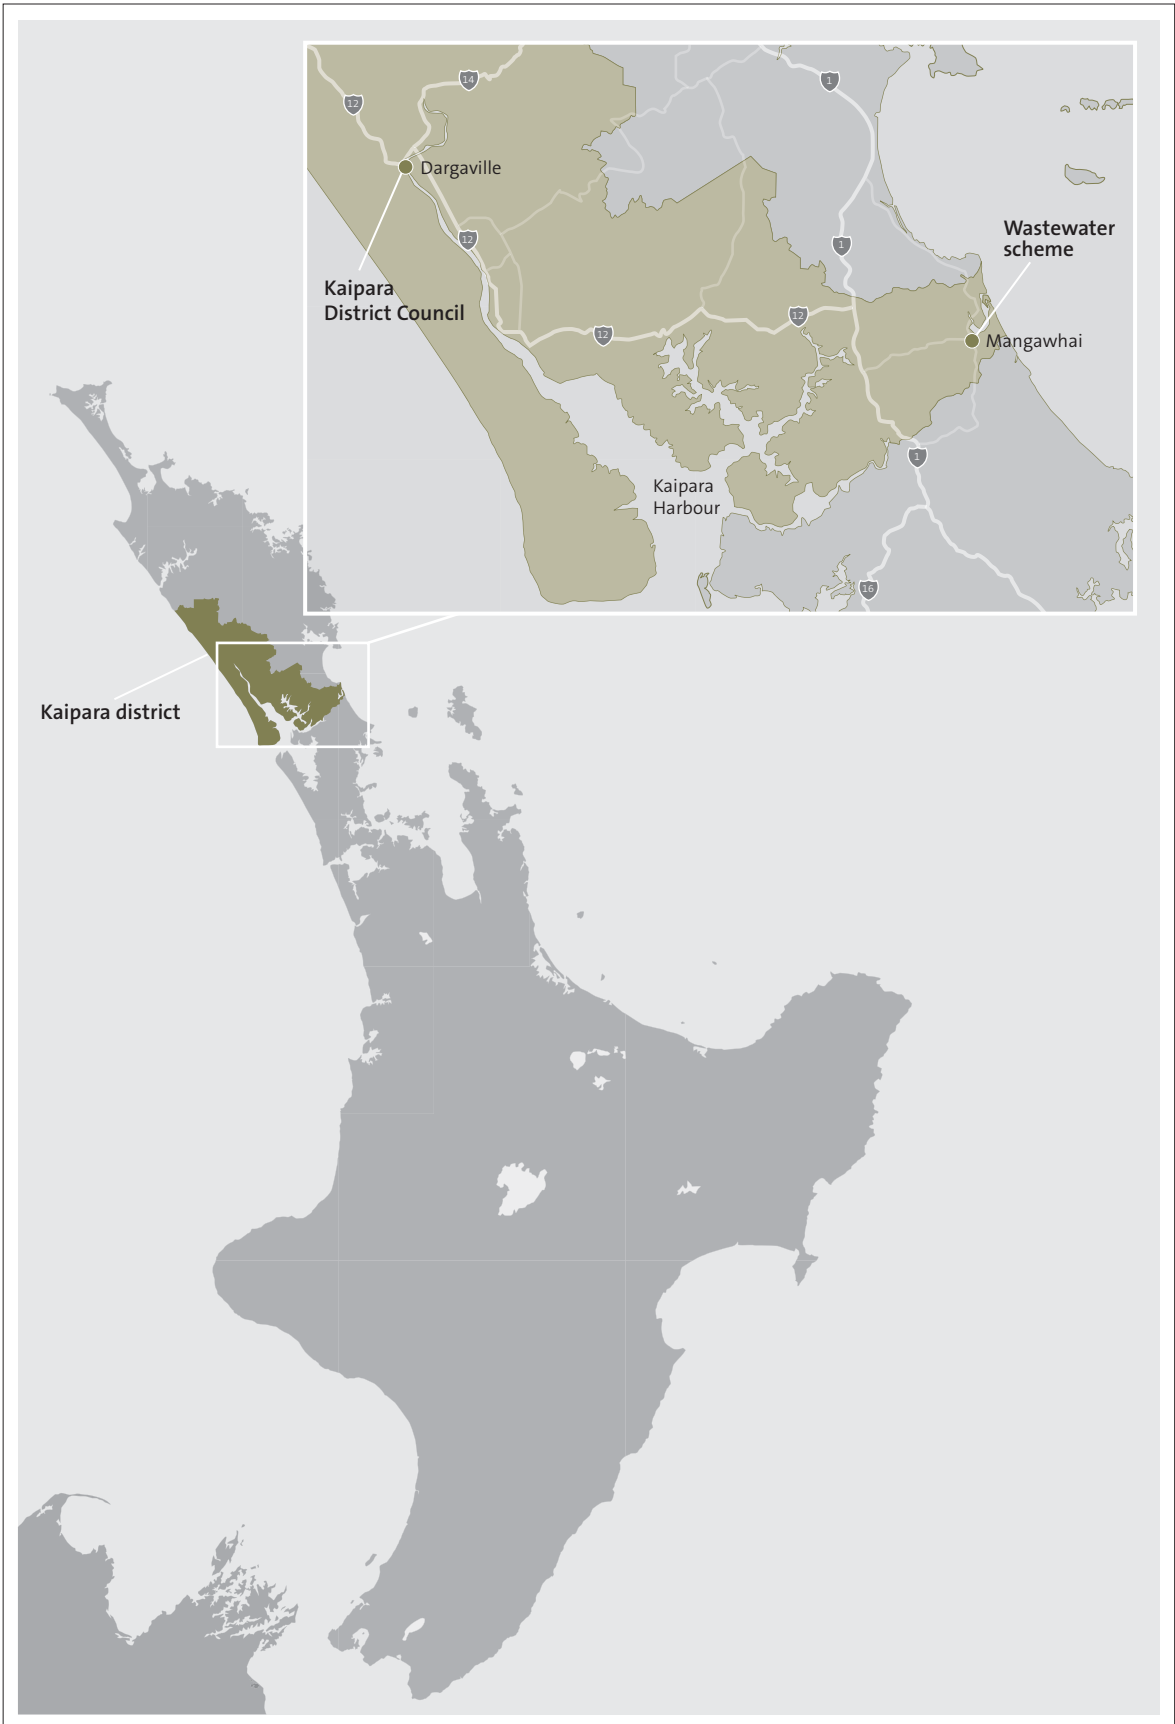 14
1
12
Dargaville
Wastewater
scheme
12
1
Kaipara
District Council
12
12
Mangawhai
1
Kaipara
Harbour
16
Kaipara district